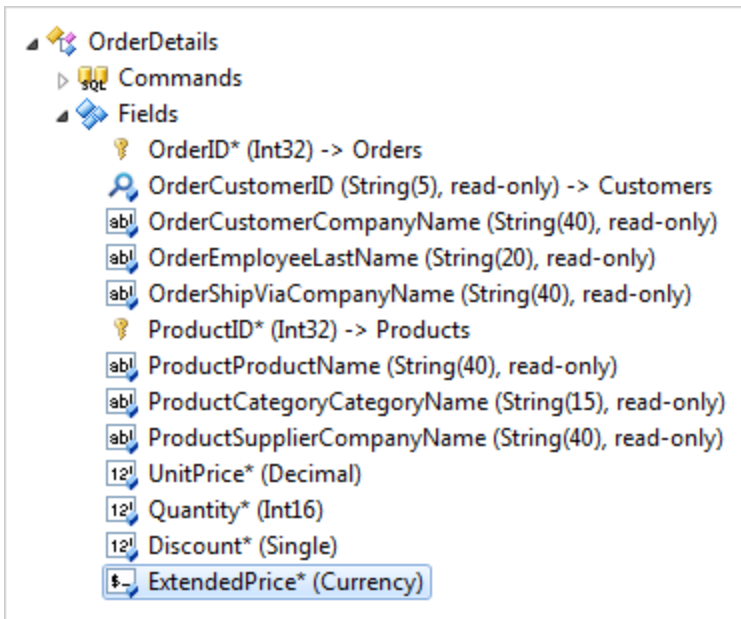 OrderDetails
Commands
Fields
OrderID* (Int32) -> Orders
OrderCustomerID (String(5), read-only) -> Customers
OrderCustomerCompanyName (String(40), read-only)
OrderEmployeeLastName (String(20), read-only)
OrderShipViaCompanyName (String(40), read-only)
ProductID* (Int32) -> Products
ProductProductName (String(40), read-only)
ProductCategoryCategoryName (String(15), read-only)
ProductSupplierCompanyName (String(40), read-only)
UnitPrice* (Decimal)
Quantity* (Int16)
Discount* (Single)
ExtendedPrice* (Currency)